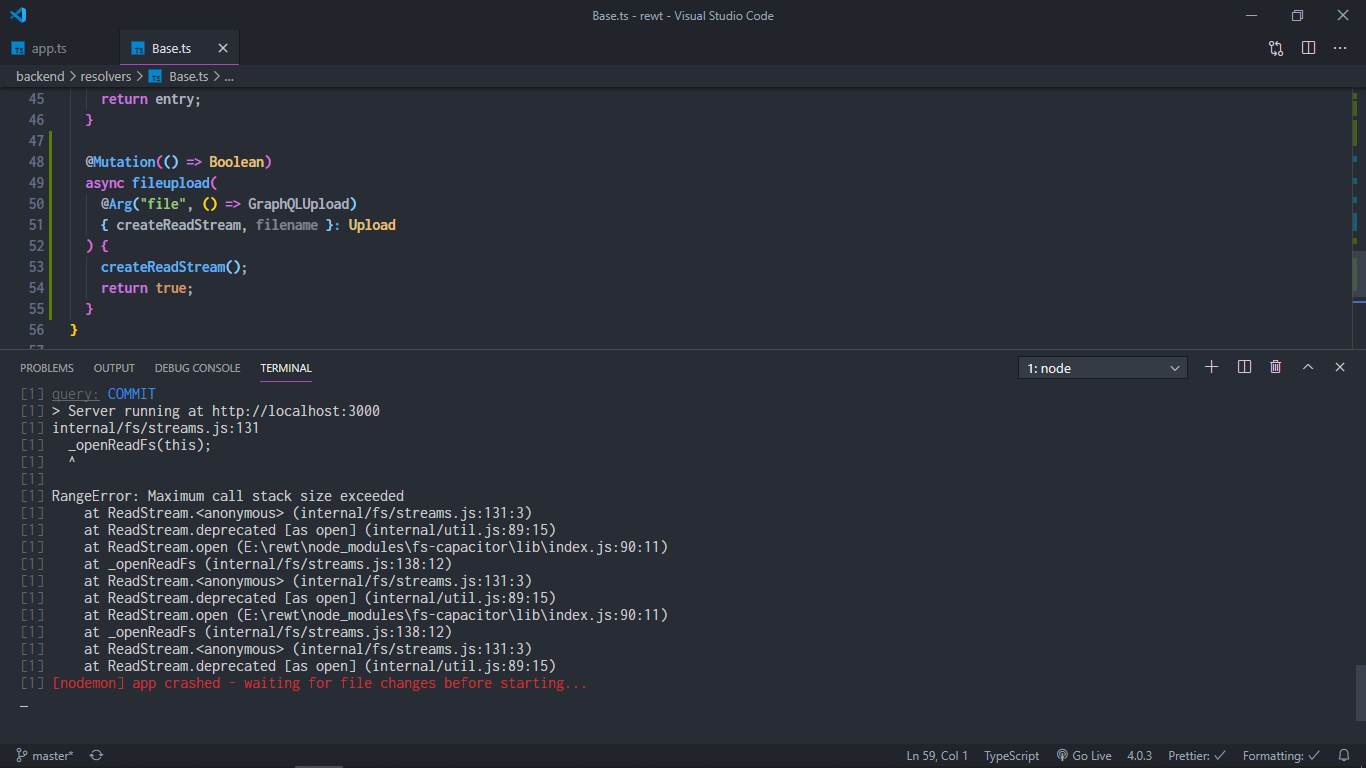 Base.ts - rewt - Visual Studio Code
TS app.ts
TS Base.ts
backend > resolvers > TS Base.ts > ...
45 return entry;
46 }
47
48 @Mutation(() => Boolean)
49 async fileupload(
50 @Arg("file", () => GraphQLUpload)
51 { createReadStream, filename }: Upload
52 ) {
53 createReadStream();
54 return true;
55 }
56 }
57
PROBLEMS OUTPUT DEBUG CONSOLE TERMINAL 1: node
[1] query: COMMIT
[1] > Server running at http://localhost:3000
[1] internal/fs/streams.js:131
[1] _openReadFs(this);
[1] ^
[1]
[1] RangeError: Maximum call stack size exceeded
[1] at ReadStream.<anonymous> (internal/fs/streams.js:131:3)
[1] at ReadStream.deprecated [as open] (internal/util.js:89:15)
[1] at ReadStream.open (E:\rewt\node_modules\fs-capacitor\lib\index.js:90:11)
[1] at _openReadFs (internal/fs/streams.js:138:12)
[1] at ReadStream.<anonymous> (internal/fs/streams.js:131:3)
[1] at ReadStream.deprecated [as open] (internal/util.js:89:15)
[1] at ReadStream.open (E:\rewt\node_modules\fs-capacitor\lib\index.js:90:11)
[1] at _openReadFs (internal/fs/streams.js:138:12)
[1] at ReadStream.<anonymous> (internal/fs/streams.js:131:3)
[1] at ReadStream.deprecated [as open] (internal/util.js:89:15)
[1] [nodemon] app crashed - waiting for file changes before starting...
master* Ln 59, Col 1 TypeScript Go Live 4.0.3 Prettier: ✓ Formatting: ✓